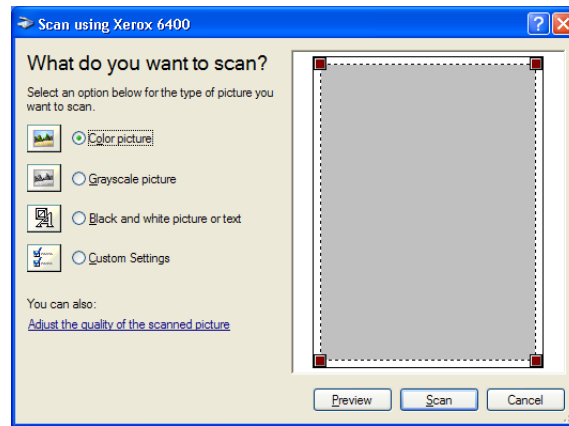 Scan using Xerox 6400
What do you want to scan?
Select an option below for the type of picture you
want to scan.
Color picture
Grayscale picture
Black and white picture or text
Custom Settings
You can also:
Adjust the quality of the scanned picture
Preview
Scan
Cancel